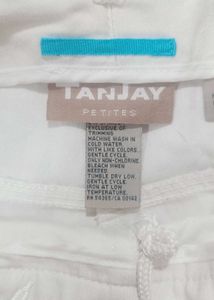 TANJAY
PETITES
EXCLUSIVE OF
TRIMMING
MACHINE WASH IN
COLD WATER,
WITH LIKE COLORS.
GENTLE CYCLE.
ONLY NON-CHLORINE
BLEACH WHEN
NEEDED.
TUMBLE DRY LOW.
GENTLE CYCLE.
IRON AT LOW
TEMPERATURE.